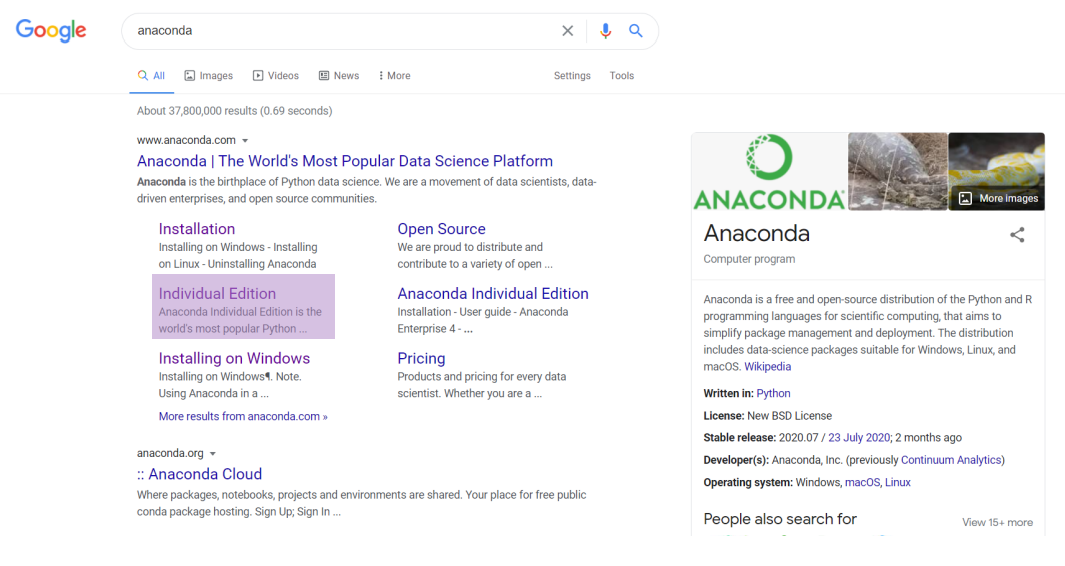 Google
anaconda
All
Images
Videos
News
More
Settings
Tools
About 37,800,000 results (0.69 seconds)
www.anaconda.com
Anaconda | The World's Most Popular Data Science Platform
Anaconda is the birthplace of Python data science. We are a movement of data scientists, data-
driven enterprises, and open source communities.
Installation
Installing on Windows - Installing
on Linux - Uninstalling Anaconda
Open Source
We are proud to distribute and
contribute to a variety of open ...
Individual Edition
Anaconda Individual Edition is the
world's most popular Python ...
Anaconda Individual Edition
Installation - User guide - Anaconda
Enterprise 4 - ...
Installing on Windows
Installing on Windows¶. Note.
Using Anaconda in a ...
Pricing
Products and pricing for every data
scientist. Whether you are a ...
More results from anaconda.com »
anaconda.org
:: Anaconda Cloud
Where packages, notebooks, projects and environments are shared. Your place for free public
conda package hosting. Sign Up; Sign In ...
ANACONDA
More images
Anaconda
Computer program
Anaconda is a free and open-source distribution of the Python and R
programming languages for scientific computing, that aims to
simplify package management and deployment. The distribution
includes data-science packages suitable for Windows, Linux, and
macOS. Wikipedia
Written in: Python
License: New BSD License
Stable release: 2020.07 / 23 July 2020; 2 months ago
Developer(s): Anaconda, Inc. (previously Continuum Analytics)
Operating system: Windows, macOS, Linux
People also search for
View 15+ more